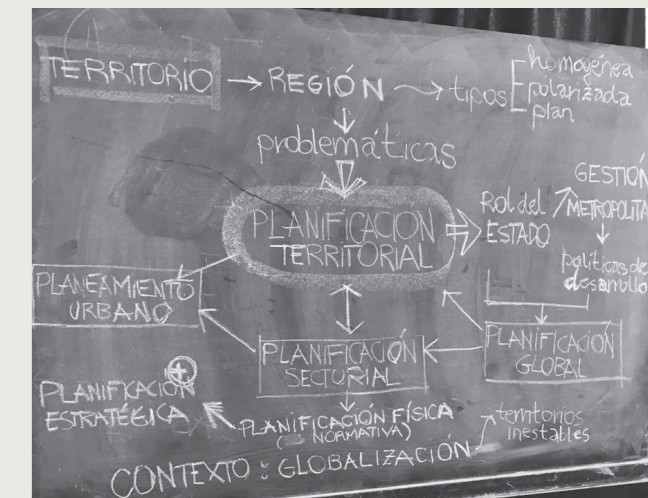 TERRITORIO → REGIÓN → tipos
homogénea
polarizada
plan
problemáticas
PLANIFICACIÓN
TERRITORIAL
Rol del
ESTADO
GESTIÓN
METROPOLITA
políticas de
desarrollo
PLANEAMIENTO
URBANO
PLANIFICACIÓN
SECTORIAL
PLANIFICACIÓN
GLOBAL
PLANIFICACIÓN
ESTRATÉGICA
PLANIFICACIÓN FÍSICA
(NORMATIVA)
territorios
inestables
CONTEXTO : GLOBALIZACIÓN